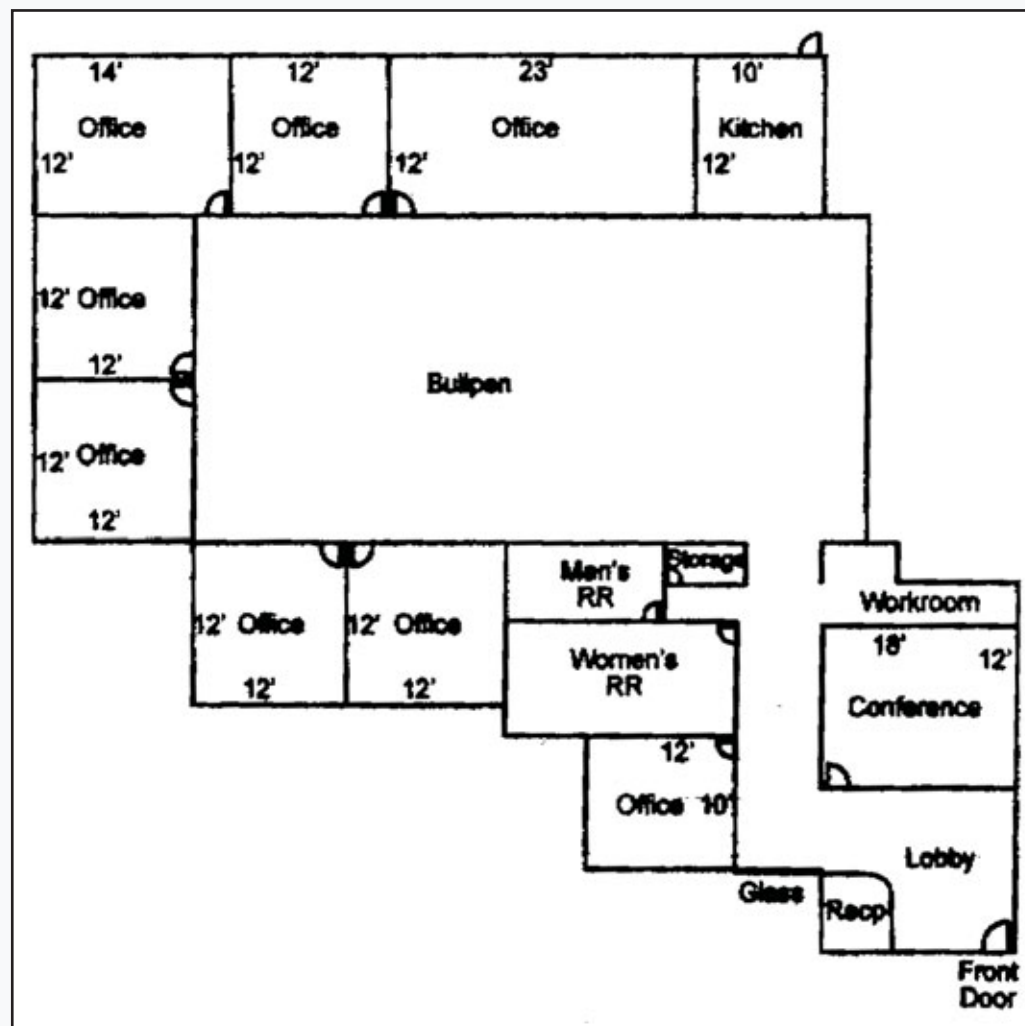 14'
12'
23'
10'
Office
Office
Office
Kitchen
12'
12'
12'
12'
12' Office
12'
Bullpen
12' Office
12'
Men's
RR
Storage
Workroom
12' Office
12' Office
12'
12'
Women's
RR
18'
12'
Conference
12'
Office 10'
Lobby
Glass
Recp
Front
Door